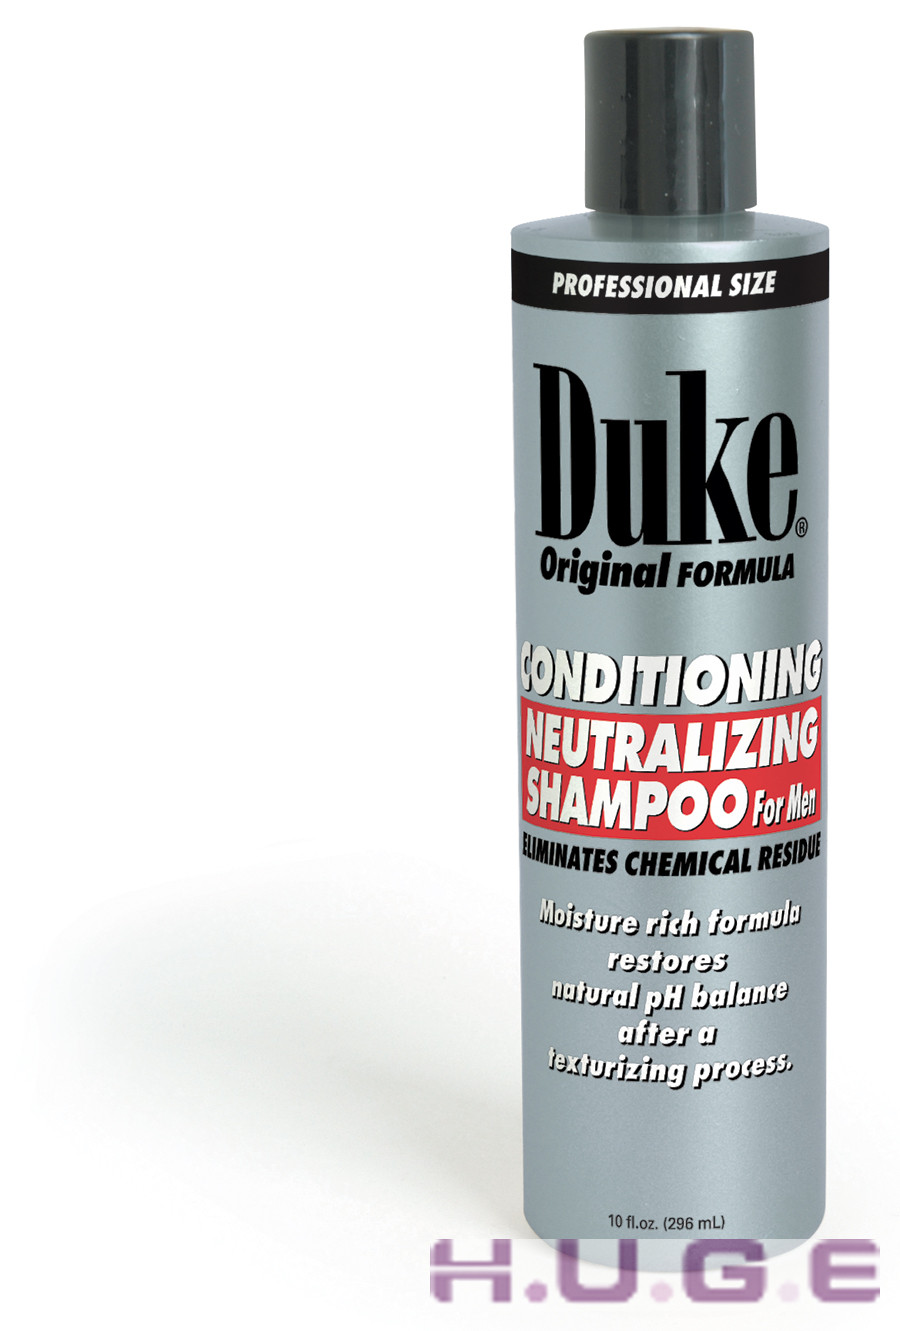 PROFESSIONAL SIZE
Duke®
Original FORMULA
CONDITIONING
NEUTRALIZING
SHAMPOO For Men
ELIMINATES CHEMICAL RESIDUE
Moisture rich formula
restores
natural pH balance
after a
texturizing process.
10 fl.oz. (296 mL)
H.U.G.E